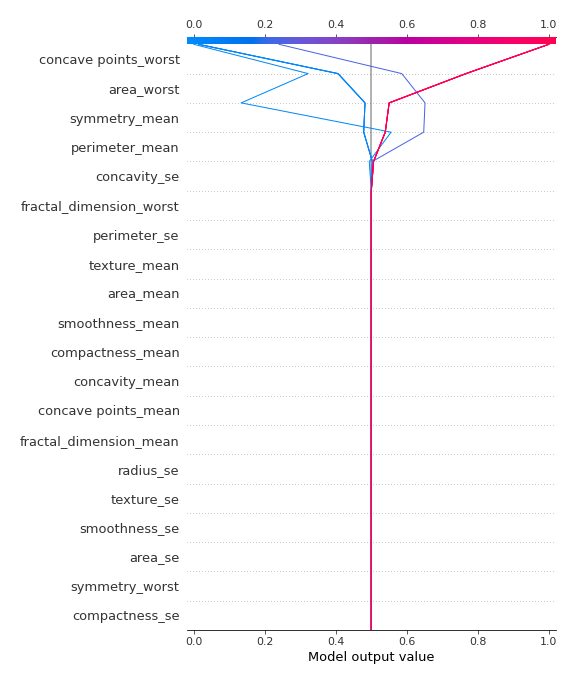 0.0 0.2 0.4 0.6 0.8 1.0
concave points_worst
area_worst
symmetry_mean
perimeter_mean
concavity_se
fractal_dimension_worst
perimeter_se
texture_mean
area_mean
smoothness_mean
compactness_mean
concavity_mean
concave points_mean
fractal_dimension_mean
radius_se
texture_se
smoothness_se
area_se
symmetry_worst
compactness_se
0.0 0.2 0.4 0.6 0.8 1.0
Model output value